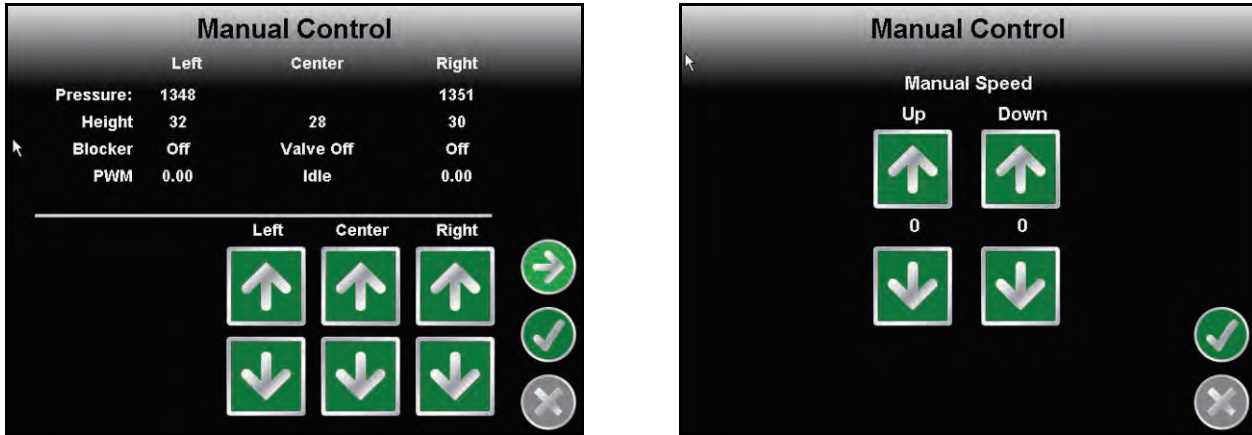 Manual Control
Left Center Right
Pressure: 1348 1351
Height 32 28 30
Blocker Off Valve Off Off
PWM 0.00 Idle 0.00
Left Center Right
Manual Control
Manual Speed
Up Down
0 0